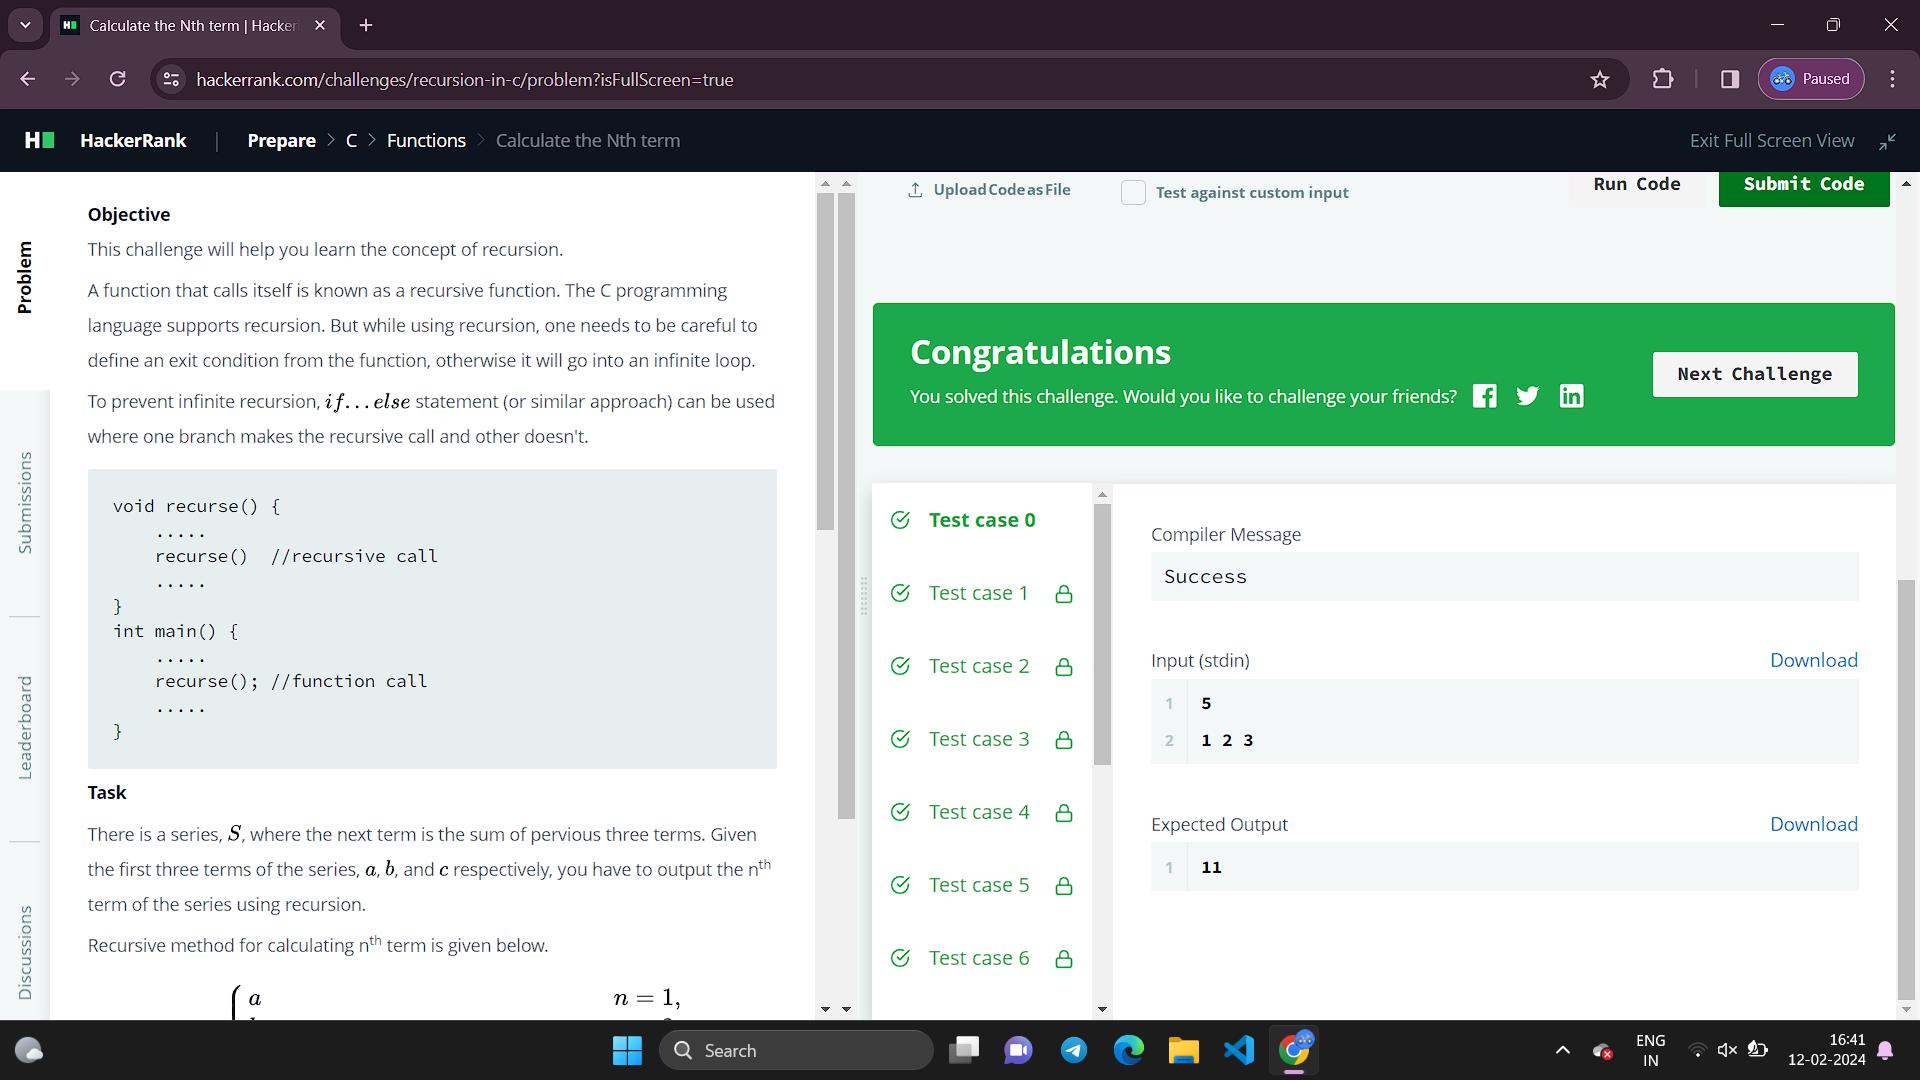 Calculate the Nth term | Hacker
hackerrank.com/challenges/recursion-in-c/problem?isFullScreen=true
Paused
HackerRank
Prepare
C
Functions
Calculate the Nth term
Exit Full Screen View
Problem
Submissions
Leaderboard
Discussions
Objective
This challenge will help you learn the concept of recursion.
A function that calls itself is known as a recursive function. The C programming
language supports recursion. But while using recursion, one needs to be careful to
define an exit condition from the function, otherwise it will go into an infinite loop.
To prevent infinite recursion, if...else statement (or similar approach) can be used
where one branch makes the recursive call and other doesn't.
void recurse() {
.....
recurse() //recursive call
.....
}
int main() {
.....
recurse(); //function call
.....
}
Task
There is a series, S, where the next term is the sum of pervious three terms. Given
the first three terms of the series, a, b, and c respectively, you have to output the nth
term of the series using recursion.
Recursive method for calculating nth term is given below.
a n = 1,
Upload Code as File
Test against custom input
Run Code
Submit Code
Congratulations
You solved this challenge. Would you like to challenge your friends?
Next Challenge
Test case 0
Test case 1
Test case 2
Test case 3
Test case 4
Test case 5
Test case 6
Compiler Message
Success
Input (stdin)
Download
1 5
2 1 2 3
Expected Output
Download
1 11
Search
ENG
IN
16:41
12-02-2024